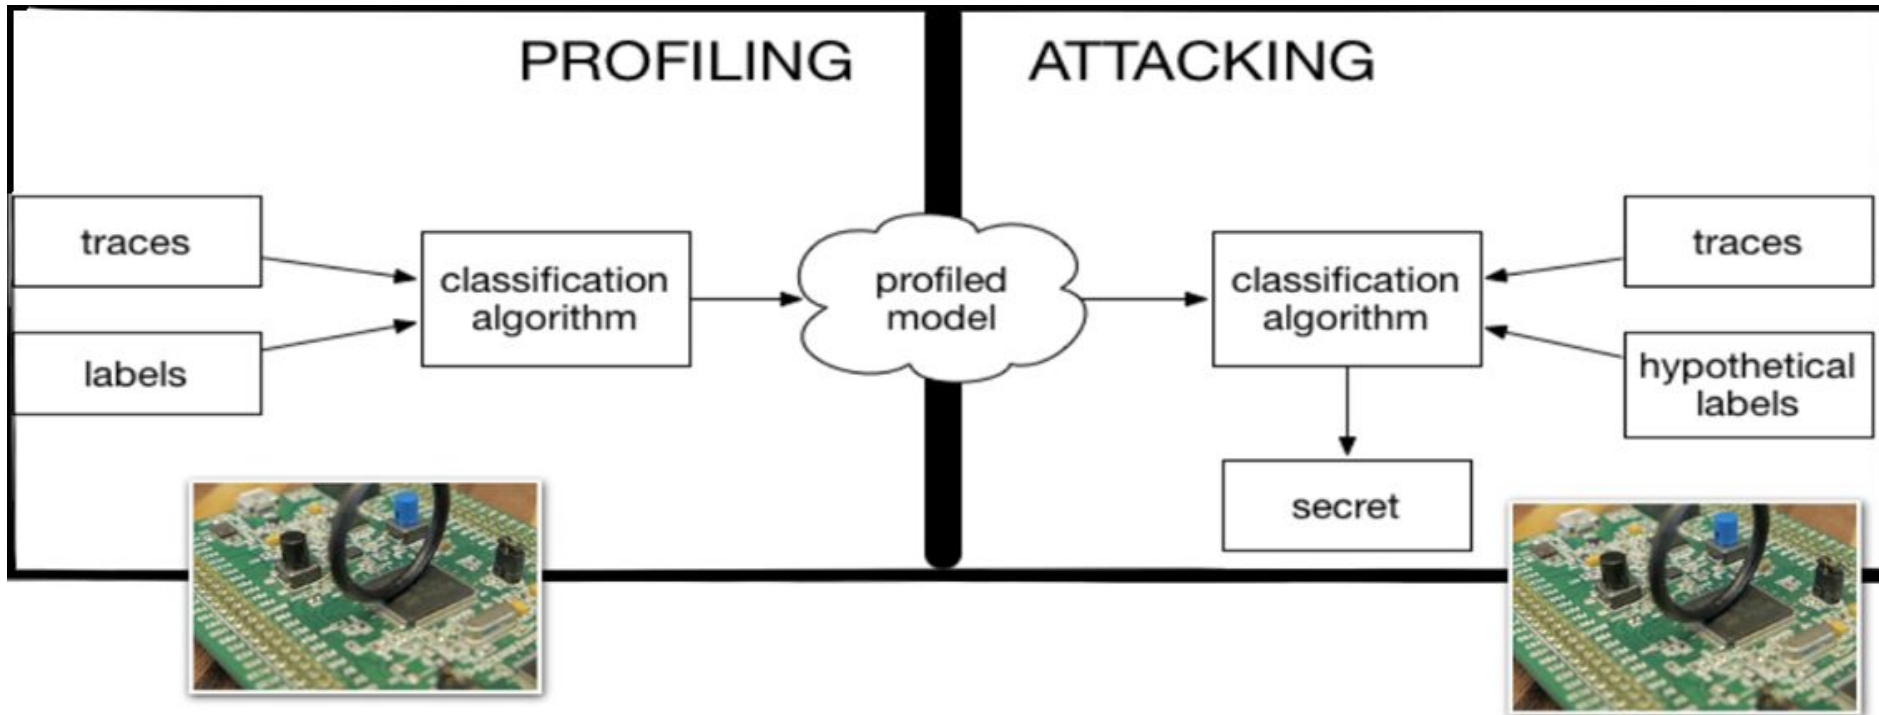 PROFILING
ATTACKING
traces
labels
classification
algorithm
profiled
model
classification
algorithm
traces
hypothetical
labels
secret